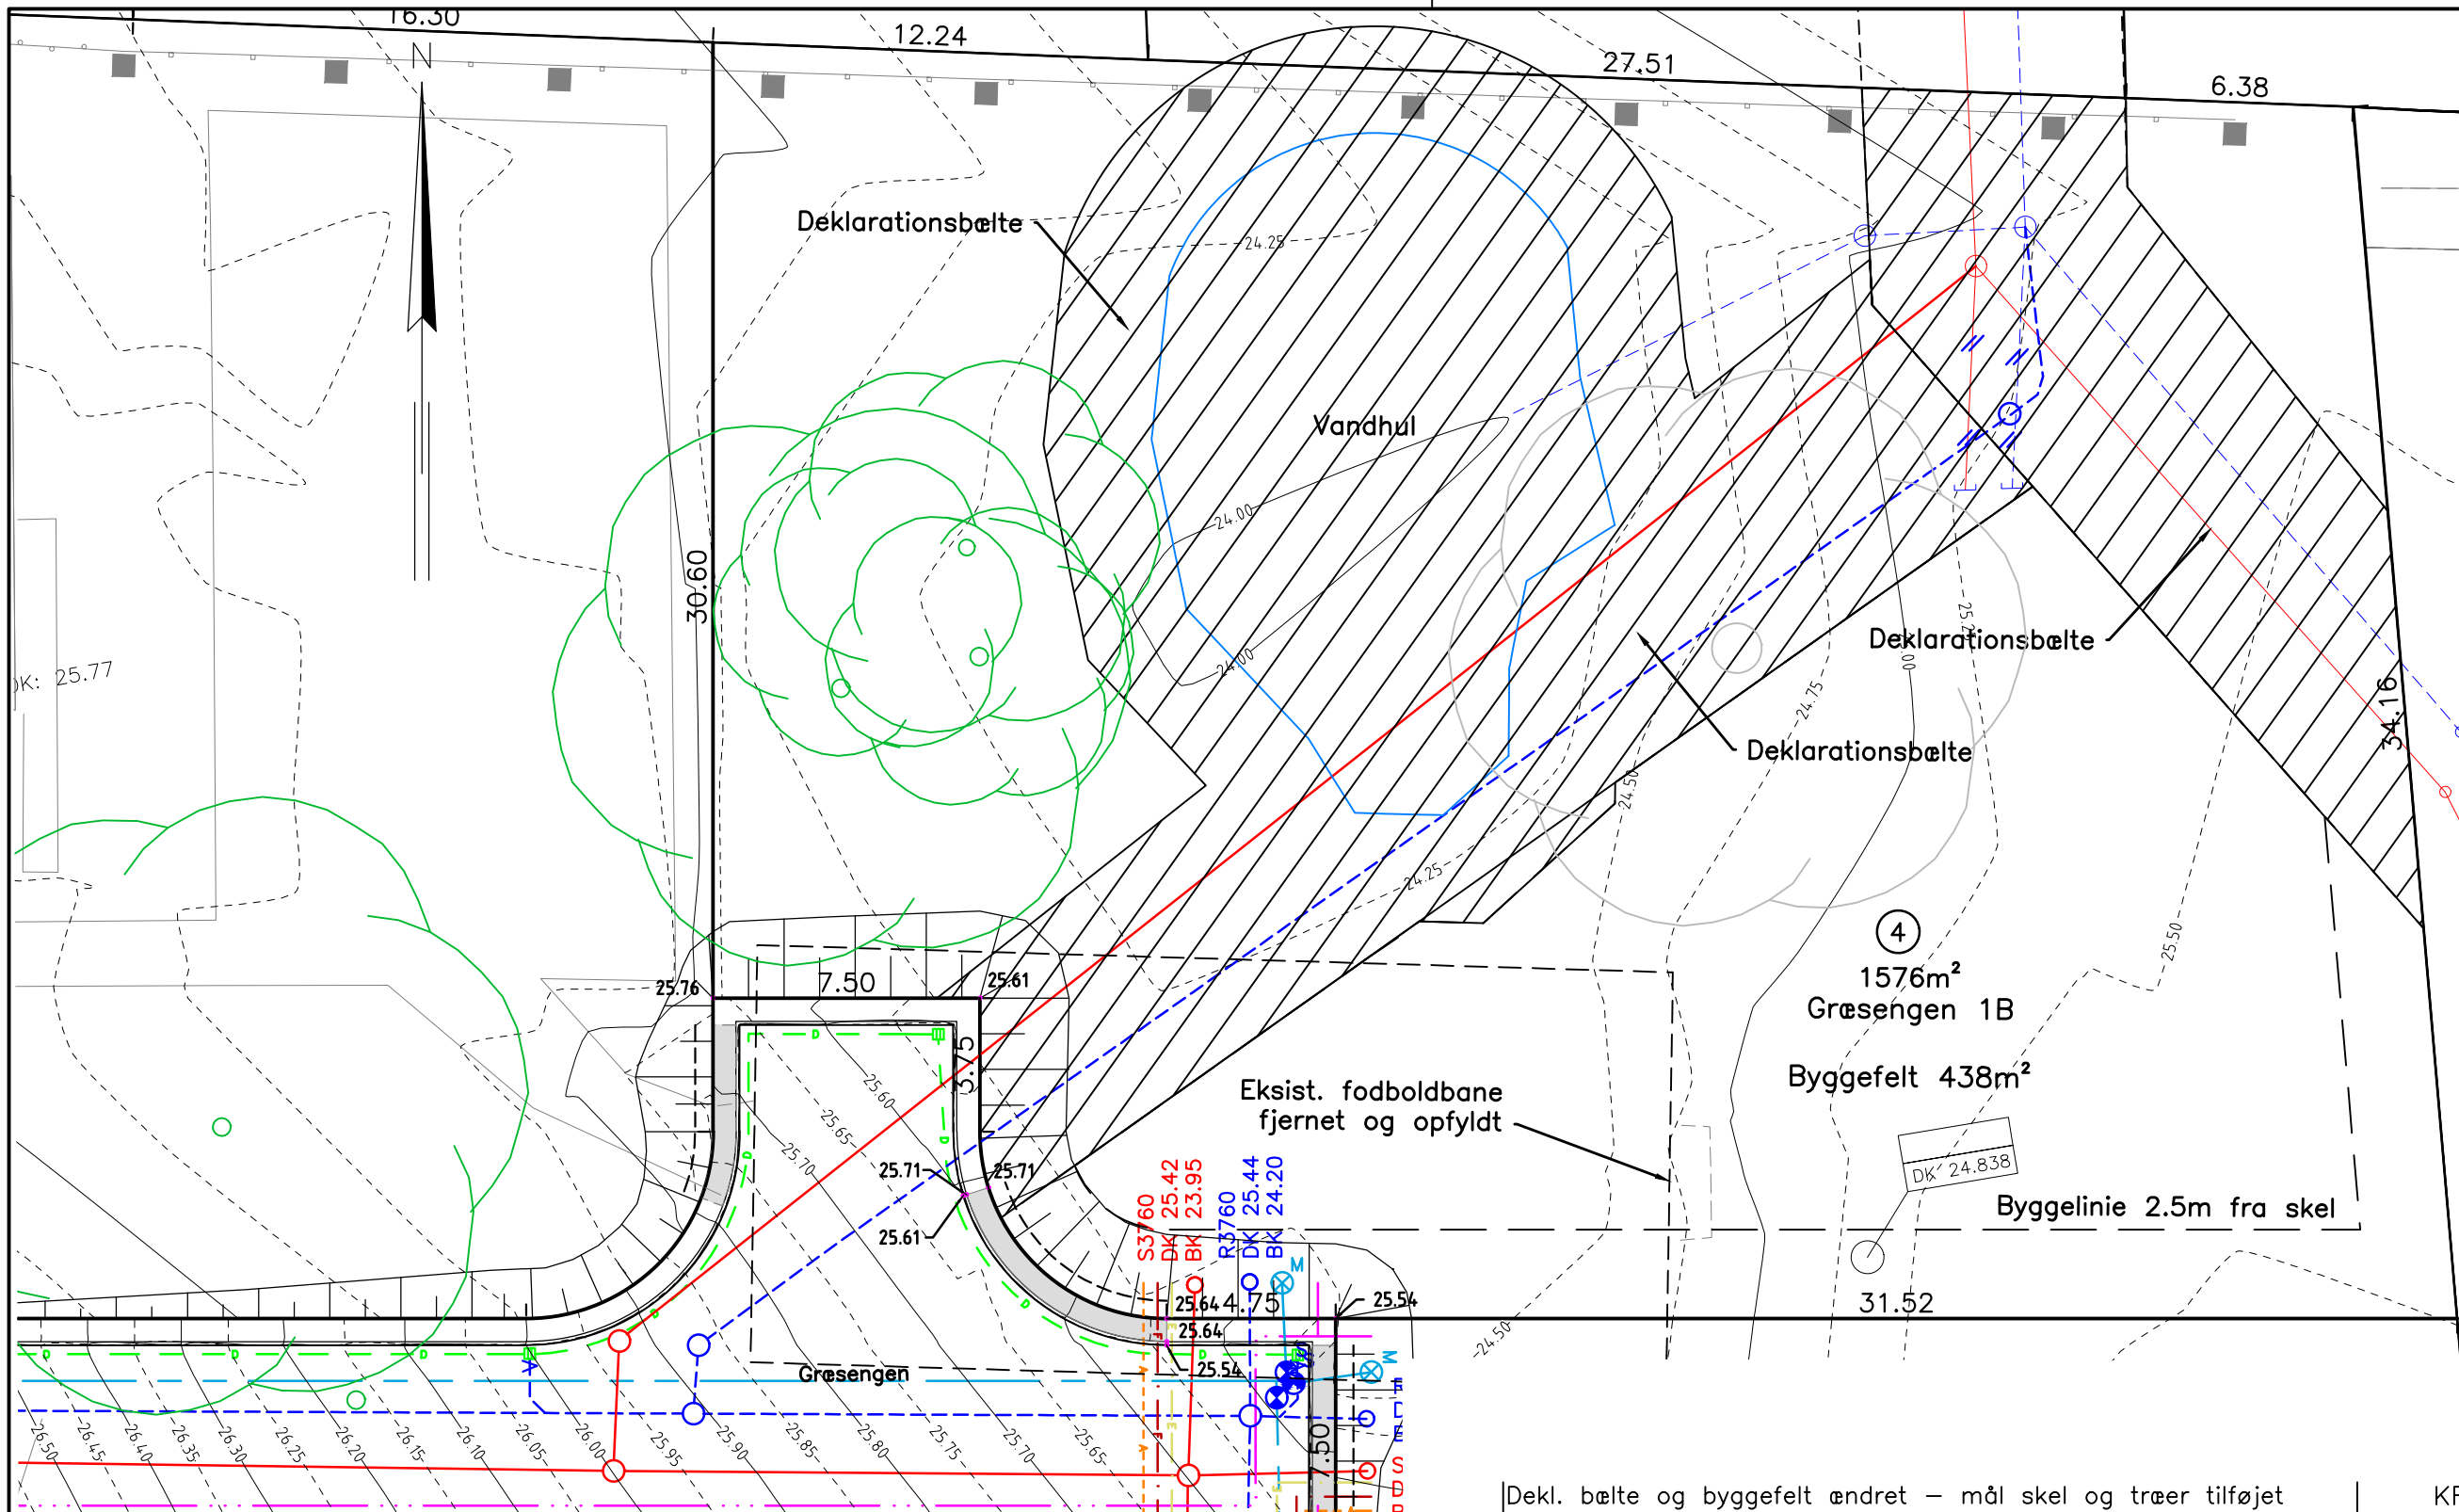 16.30
12.24
27.51
6.38
N
Deklarationsbælte
24.25
Vandhul
24.00
24.00
30.60
25.77
Deklarationsbælte
34.16
24.75
Deklarationsbælte
24.50
24.25
25.50
4
1576m²
Græsengen 1B
Byggefelt 438m²
25.76
7.50
25.61
3.75
25.60
25.65
25.70
25.71
25.71
25.61
Eksist. fodboldbane
fjernet og opfyldt
DK 24.838
Byggelinie 2.5m fra skel
S3760
DK 25.42
BK 23.95
R3760
DK 25.44
BK 24.20
M
25.64
4.75
25.54
25.64
25.54
31.52
24.50
Græsengen
M
26.50
26.45
26.40
26.35
26.30
26.25
26.20
26.15
26.10
26.05
26.00
25.95
25.90
25.85
25.80
25.75
25.70
25.65
7.50
Dekl. bælte og byggefelt ændret – mål skel og træer tilføjet